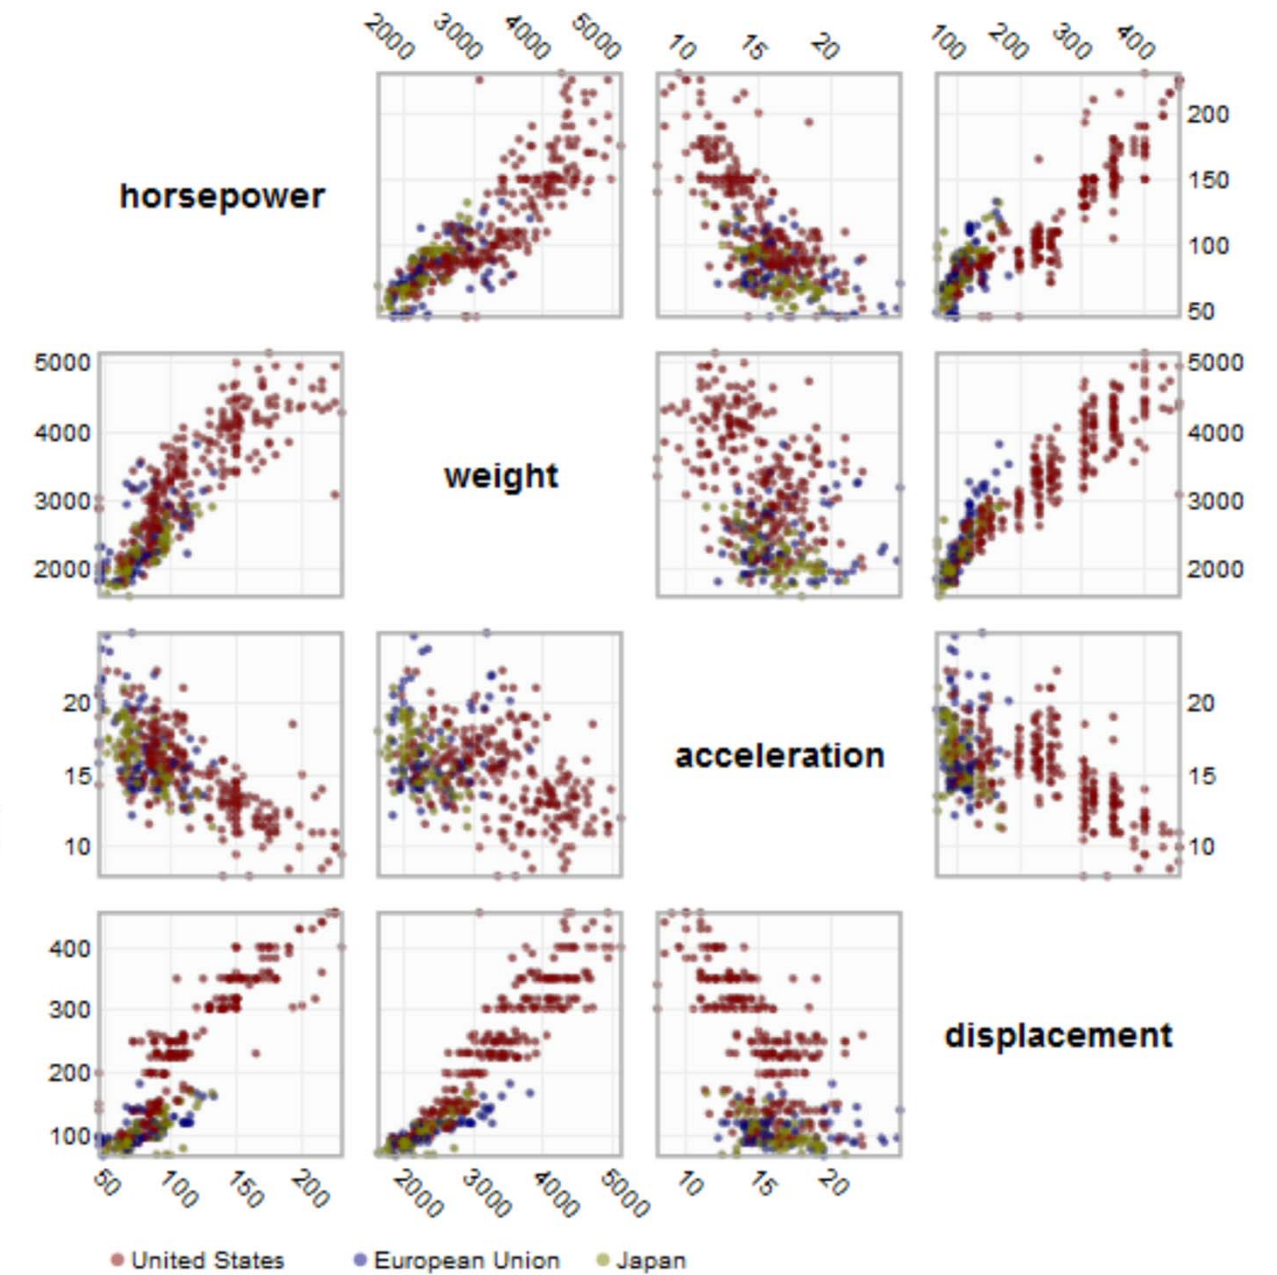 2000 3000 4000 5000 10 15 20 100 200 300 400
200
horsepower 150
100
50
5000 5000
4000 weight 4000
3000 3000
2000 2000
20 20
acceleration
15 15
10 10
400
300 displacement
200
100
50 100 150 200 2000 3000 4000 5000 10 15 20
United States European Union Japan